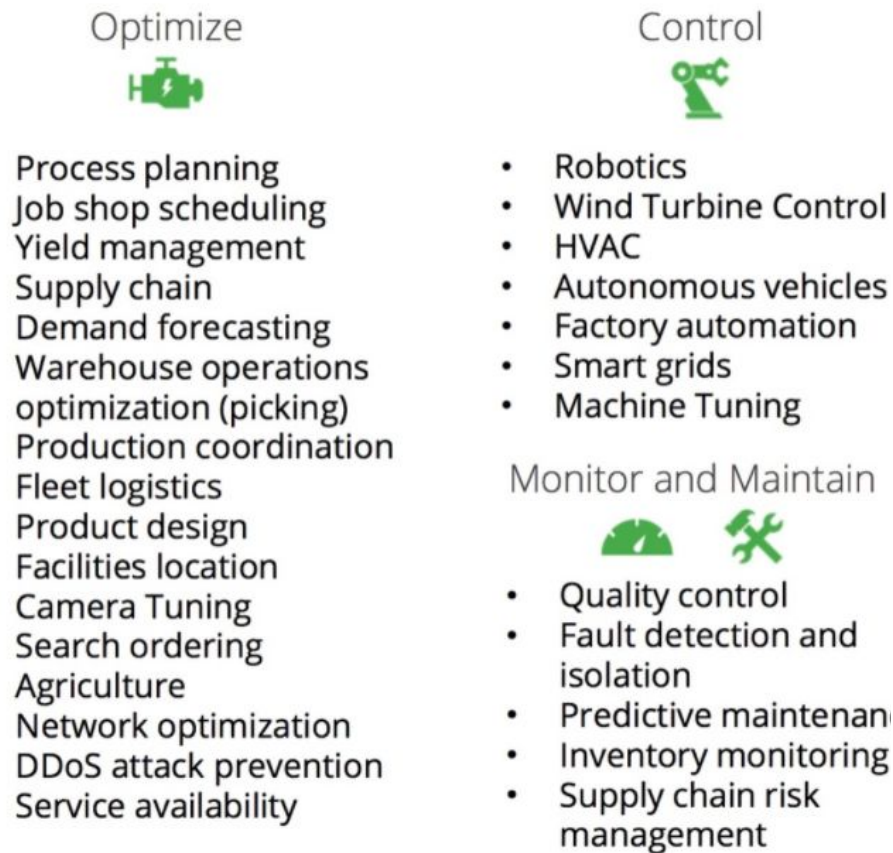 Optimize
Process planning
Job shop scheduling
Yield management
Supply chain
Demand forecasting
Warehouse operations
optimization (picking)
Production coordination
Fleet logistics
Product design
Facilities location
Camera Tuning
Search ordering
Agriculture
Network optimization
DDoS attack prevention
Service availability
Control
• Robotics
• Wind Turbine Control
• HVAC
• Autonomous vehicles
• Factory automation
• Smart grids
• Machine Tuning
Monitor and Maintain
• Quality control
• Fault detection and
isolation
• Predictive maintenanc
• Inventory monitoring
• Supply chain risk
management